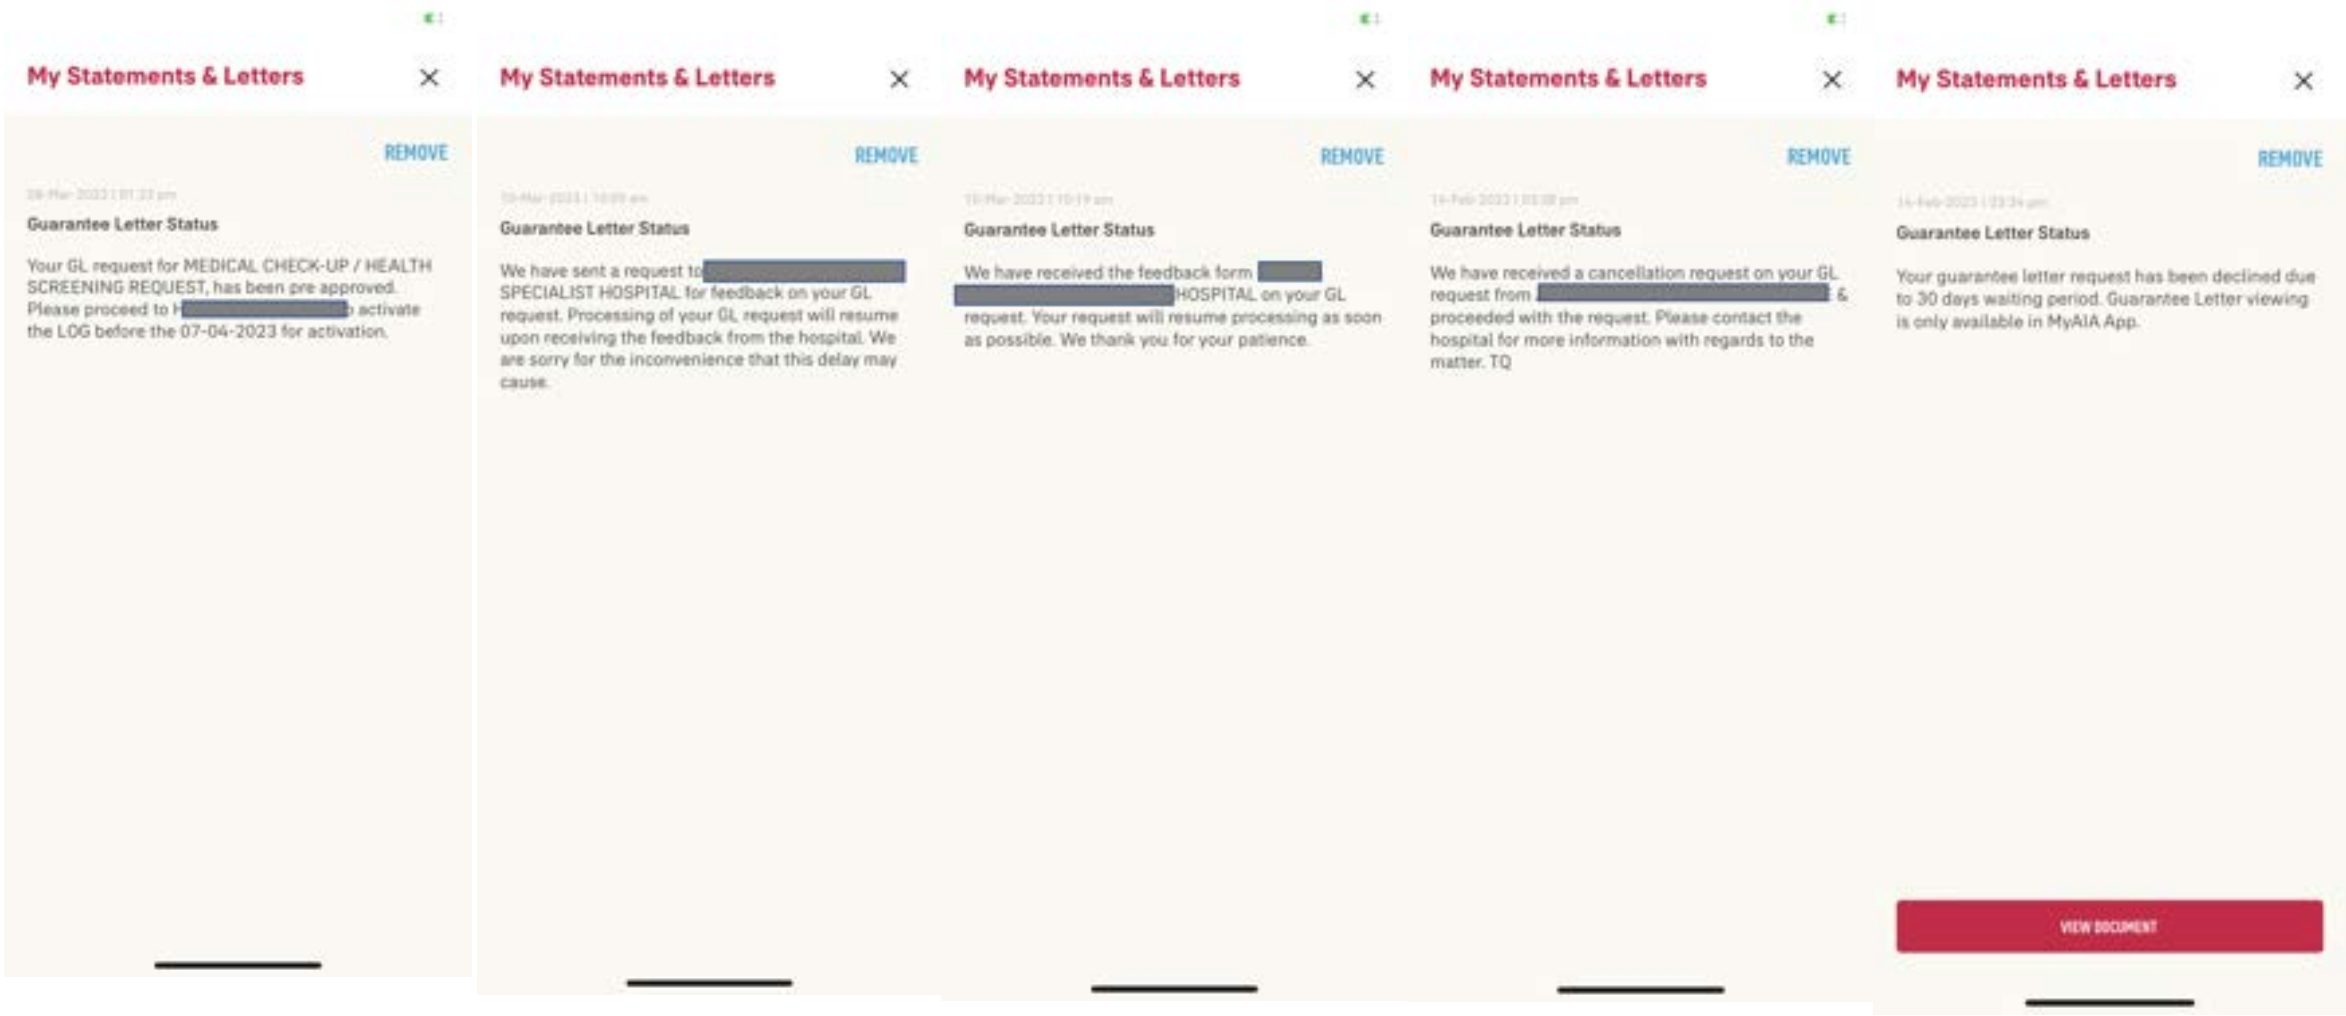 My Statements & Letters
REMOVE
Guarantee Letter Status
Your GL request for MEDICAL CHECK-UP / HEALTH
SCREENING REQUEST, has been pre approved.
Please proceed to H activate
the LOG before the 07-04-2023 for activation.
My Statements & Letters
REMOVE
Guarantee Letter Status
We have sent a request to
SPECIALIST HOSPITAL for feedback on your GL
request. Processing of your GL request will resume
upon receiving the feedback from the hospital. We
are sorry for the inconvenience that this delay may
cause.
My Statements & Letters
REMOVE
Guarantee Letter Status
We have received the feedback form
HOSPITAL on your GL
request. Your request will resume processing as soon
as possible. We thank you for your patience.
My Statements & Letters
REMOVE
Guarantee Letter Status
We have received a cancellation request on your GL
request from &
proceeded with the request. Please contact the
hospital for more information with regards to the
matter. TQ
My Statements & Letters
REMOVE
Guarantee Letter Status
Your guarantee letter request has been declined due
to 30 days waiting period. Guarantee Letter viewing
is only available in MyAIA App.
VIEW DOCUMENT